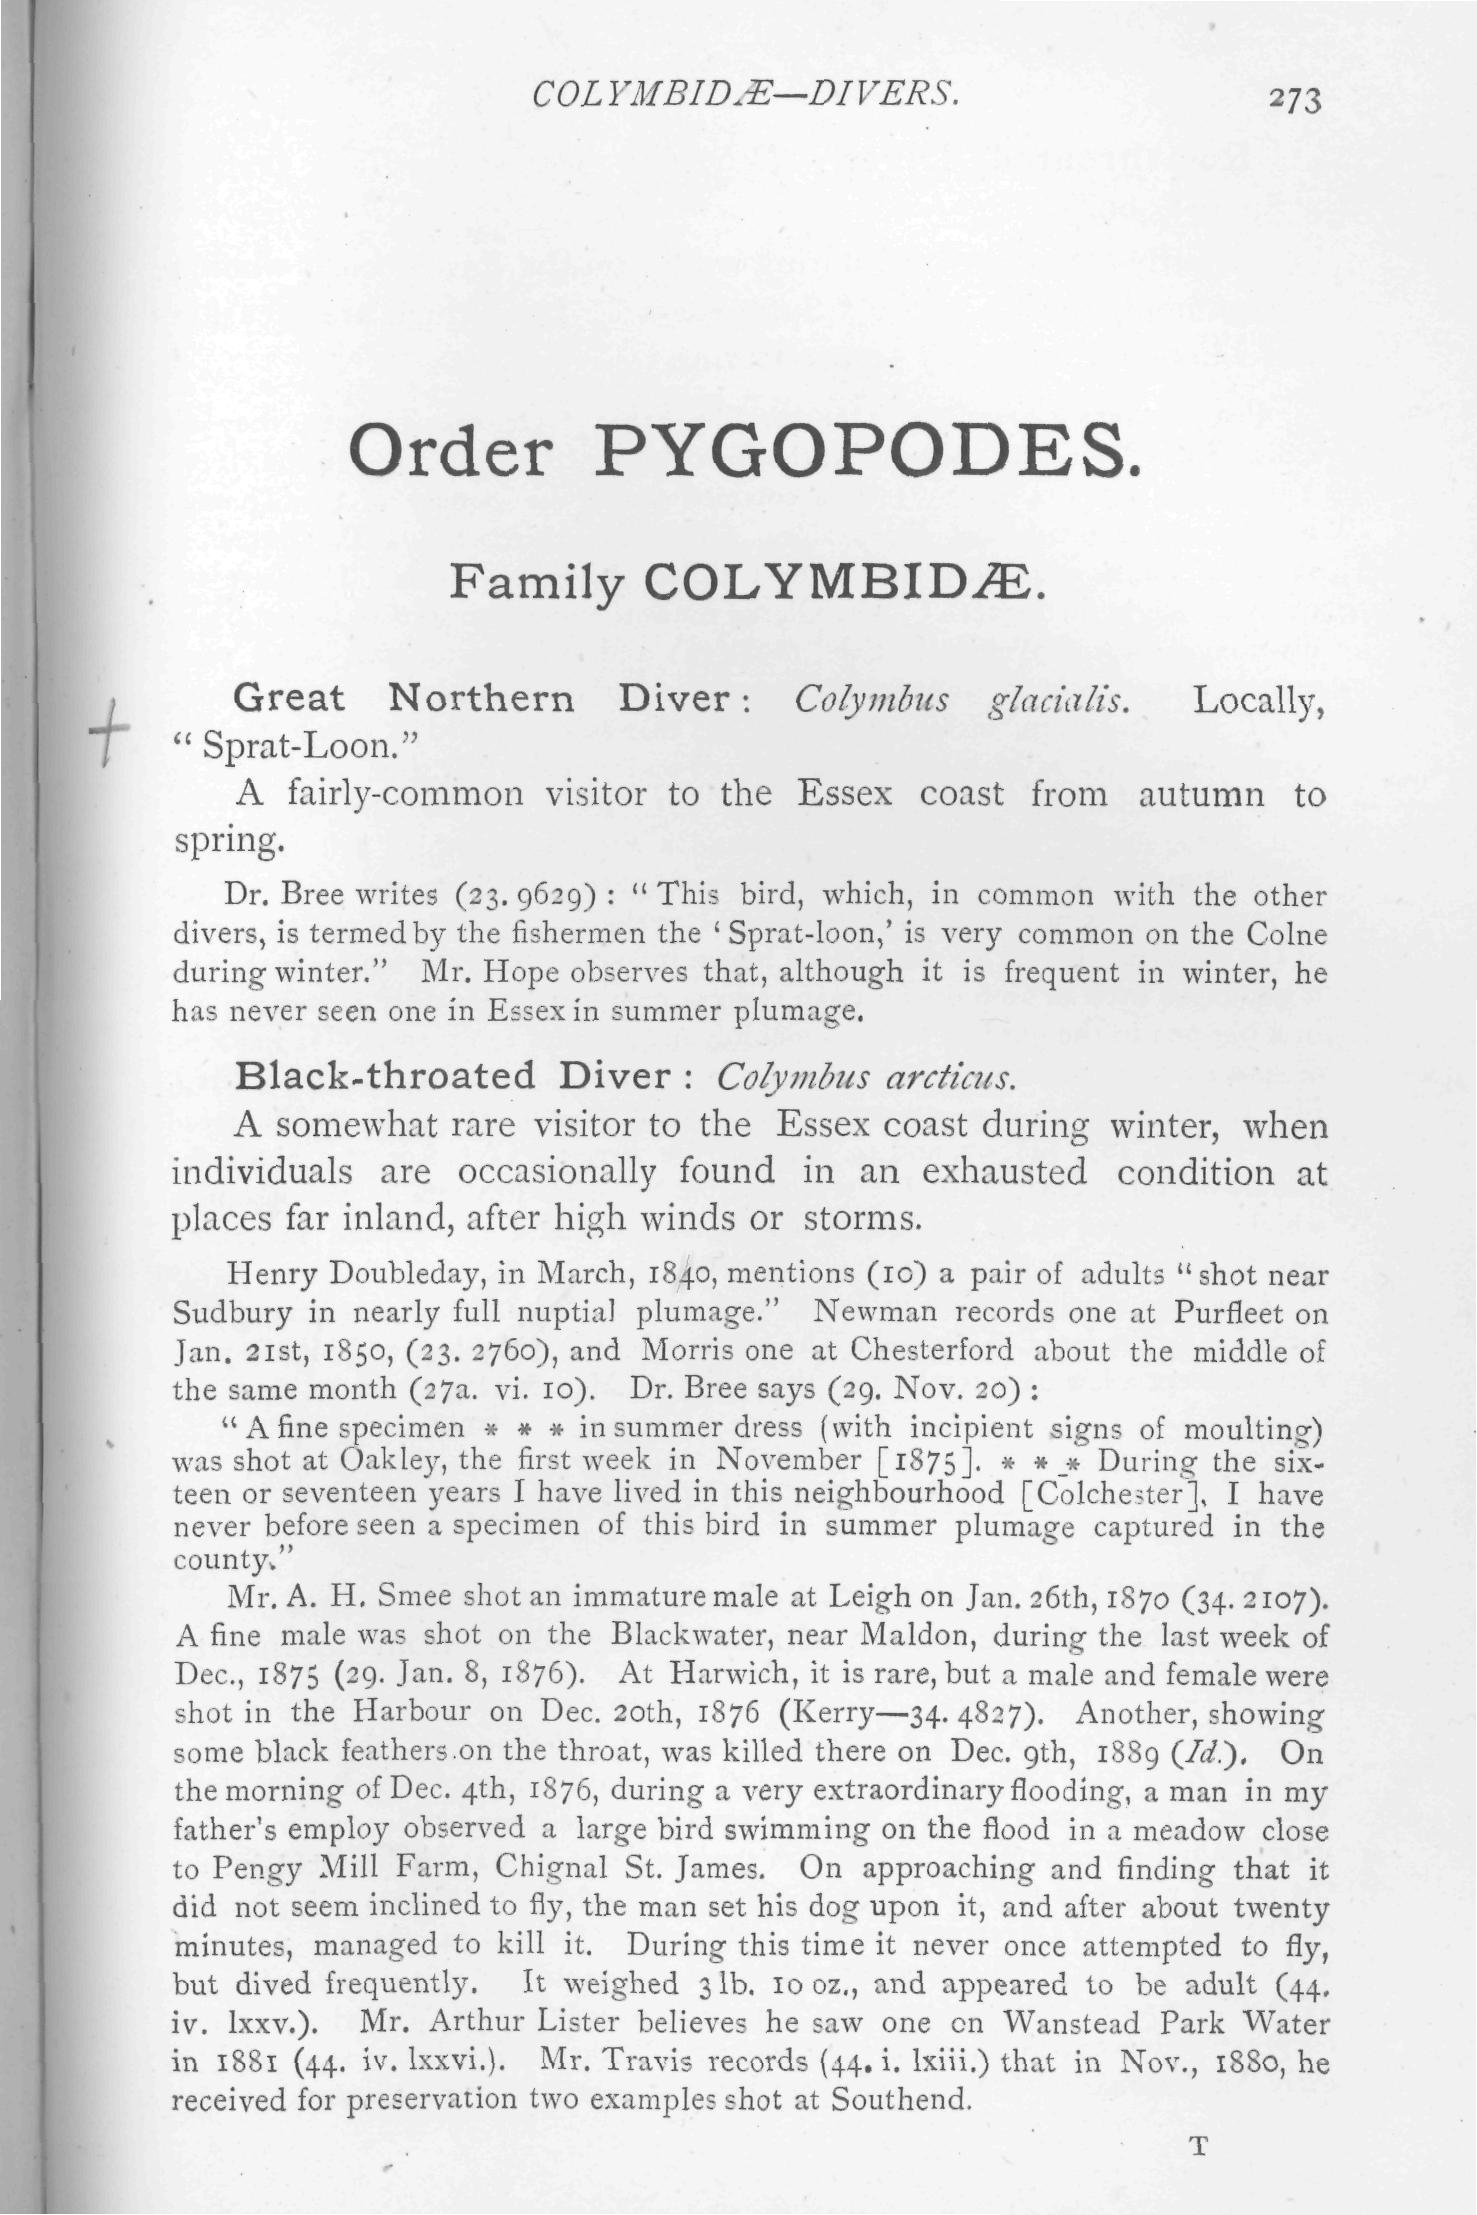 COLYMBIDÆ—DIVERS. 273
Order PYGOPODES.
Family COLYMBIDÆ.
Great Northern Diver: Colymbus glacialis. Locally,
“Sprat-Loon.”
A fairly-common visitor to the Essex coast from autumn to
spring.
Dr. Bree writes (23. 9629): “This bird, which, in common with the other
divers, is termed by the fishermen the ‘Sprat-loon,’ is very common on the Colne
during winter.” Mr. Hope observes that, although it is frequent in winter, he
has never seen one in Essex in summer plumage.
Black-throated Diver: Colymbus arcticus.
A somewhat rare visitor to the Essex coast during winter, when
individuals are occasionally found in an exhausted condition at
places far inland, after high winds or storms.
Henry Doubleday, in March, 1840, mentions (10) a pair of adults “shot near
Sudbury in nearly full nuptial plumage.” Newman records one at Purfleet on
Jan. 21st, 1850, (23. 2760), and Morris one at Chesterford about the middle of
the same month (27a. vi. 10). Dr. Bree says (29. Nov. 20):
“A fine specimen * * * in summer dress (with incipient signs of moulting)
was shot at Oakley, the first week in November [1875]. * * * During the six-
teen or seventeen years I have lived in this neighbourhood [Colchester], I have
never before seen a specimen of this bird in summer plumage captured in the
county.”
Mr. A. H. Smee shot an immature male at Leigh on Jan. 26th, 1870 (34. 2107).
A fine male was shot on the Blackwater, near Maldon, during the last week of
Dec., 1875 (29. Jan. 8, 1876). At Harwich, it is rare, but a male and female were
shot in the Harbour on Dec. 20th, 1876 (Kerry—34. 4827). Another, showing
some black feathers on the throat, was killed there on Dec. 9th, 1889 (Id.). On
the morning of Dec. 4th, 1876, during a very extraordinary flooding, a man in my
father's employ observed a large bird swimming on the flood in a meadow close
to Pengy Mill Farm, Chignal St. James. On approaching and finding that it
did not seem inclined to fly, the man set his dog upon it, and after about twenty
minutes, managed to kill it. During this time it never once attempted to fly,
but dived frequently. It weighed 3 lb. 10 oz., and appeared to be adult (44.
iv. lxxv.). Mr. Arthur Lister believes he saw one on Wanstead Park Water
in 1881 (44. iv. lxxvi.). Mr. Travis records (44. i. lxiii.) that in Nov., 1880, he
received for preservation two examples shot at Southend.
T